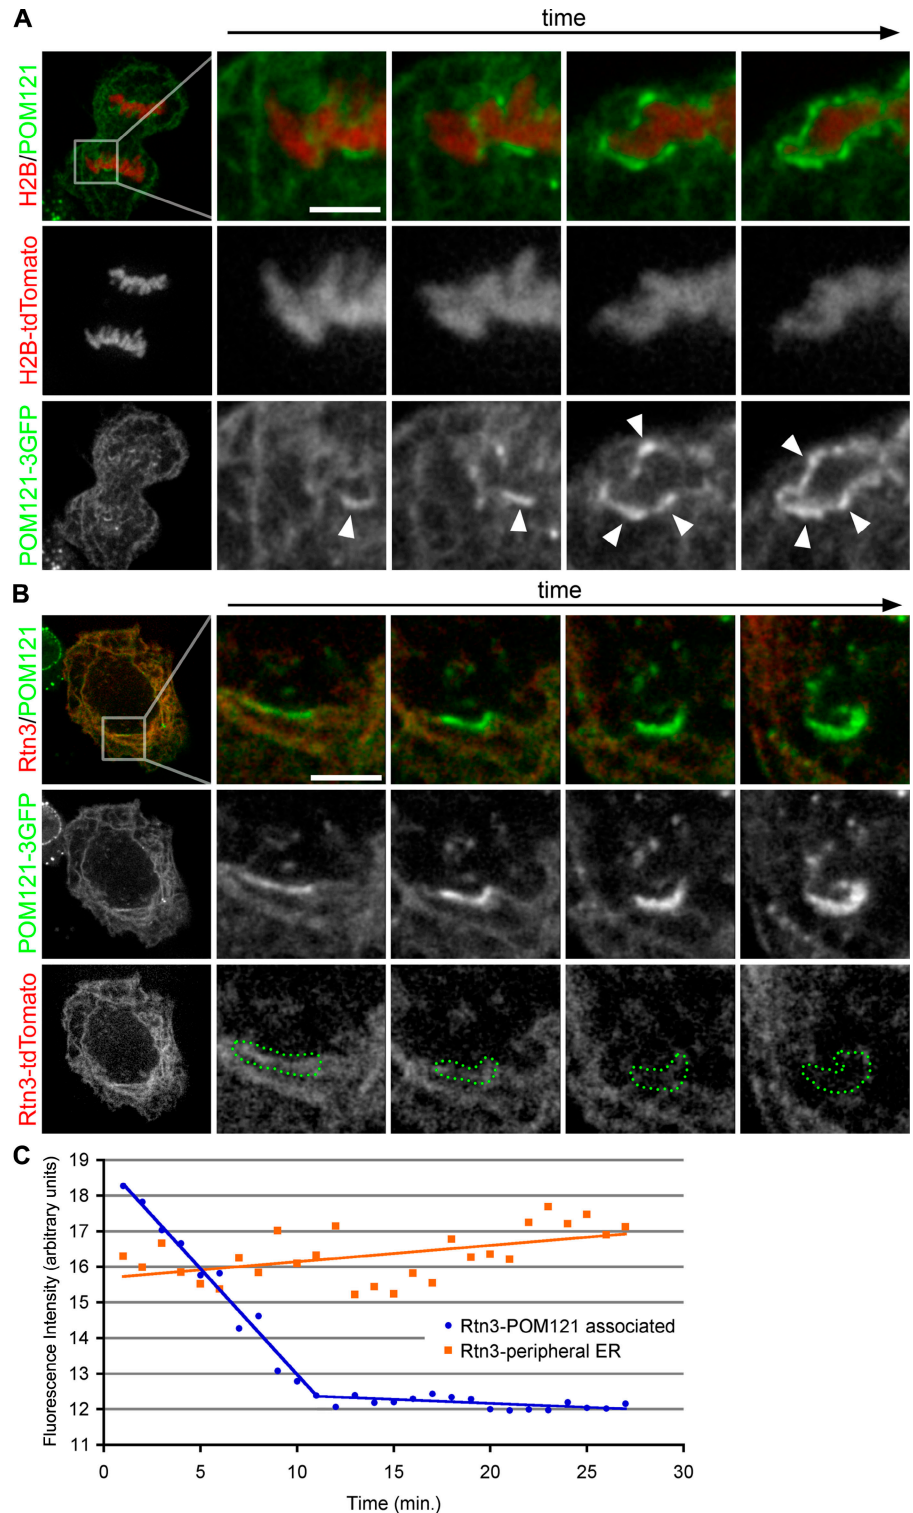 A
time
H2B/POM121
H2B-tdTomato
POM121-3GFP
B
time
Rtn3/POM121
POM121-3GFP
Rtn3-tdTomato
C
Fluorescence Intensity (arbitrary units)
19
18
17
16
15
14
13
12
11
Rtn3-POM121 associated
Rtn3-peripheral ER
0 5 10 15 20 25 30
Time (min.)